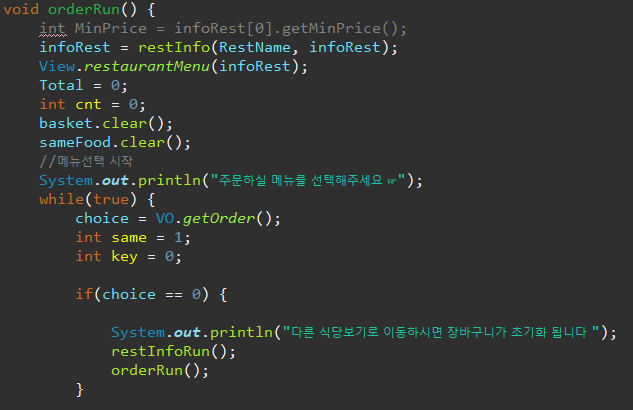 void orderRun() {
    int MinPrice = infoRest[0].getMinPrice();
    infoRest = restInfo(RestName, infoRest);
    View.restaurantMenu(infoRest);
    Total = 0;
    int cnt = 0;
    basket.clear();
    sameFood.clear();
    //메뉴선택 시작
    System.out.println("주문하실 메뉴를 선택해주세요 ☞");
    while(true) {
        choice = VO.getOrder();
        int same = 1;
        int key = 0;
        if(choice == 0) {
            System.out.println("다른 식당보기로 이동하시면 장바구니가 초기화 됩니다 ");
            restInfoRun();
            orderRun();
        }